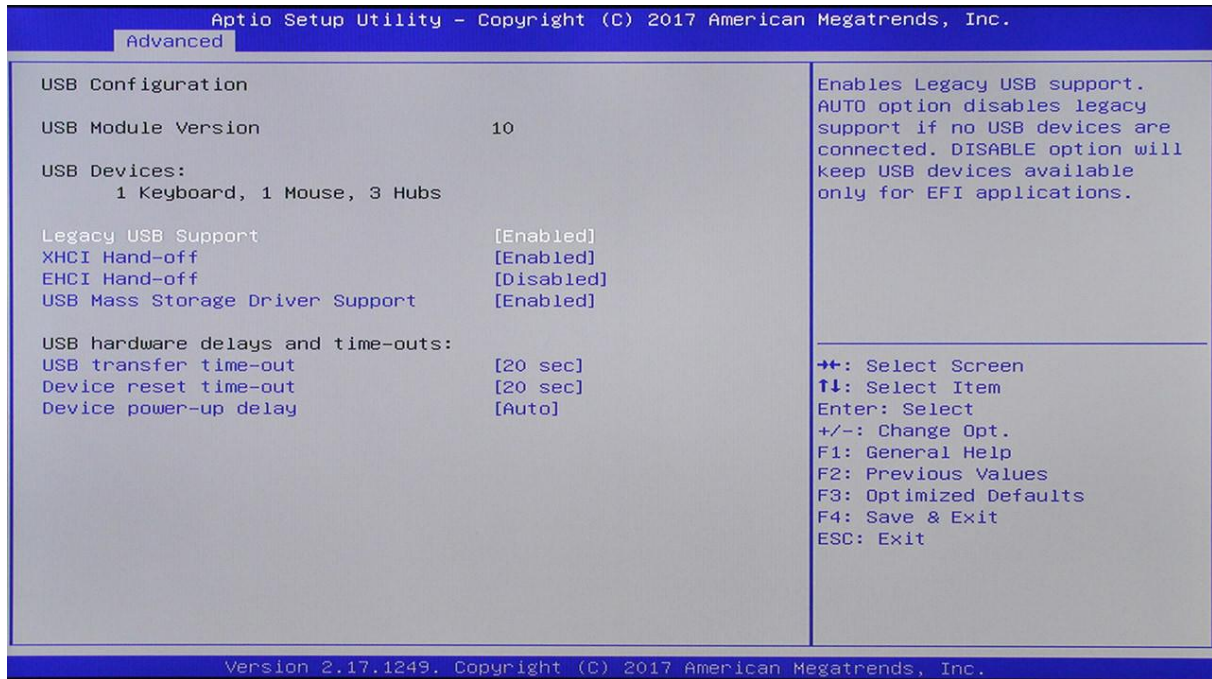 Aptio Setup Utility – Copyright (C) 2017 American Megatrends, Inc.
Advanced
USB Configuration
USB Module Version 10
USB Devices:
1 Keyboard, 1 Mouse, 3 Hubs
Legacy USB Support [Enabled]
XHCI Hand-off [Enabled]
EHCI Hand-off [Disabled]
USB Mass Storage Driver Support [Enabled]
USB hardware delays and time-outs:
USB transfer time-out [20 sec]
Device reset time-out [20 sec]
Device power-up delay [Auto]
Enables Legacy USB support.
AUTO option disables legacy
support if no USB devices are
connected. DISABLE option will
keep USB devices available
only for EFI applications.
→←: Select Screen
↑↓: Select Item
Enter: Select
+/-: Change Opt.
F1: General Help
F2: Previous Values
F3: Optimized Defaults
F4: Save & Exit
ESC: Exit
Version 2.17.1249. Copyright (C) 2017 American Megatrends, Inc.